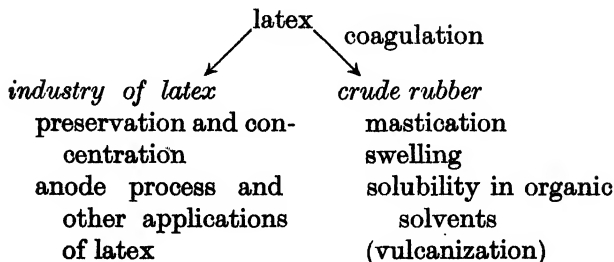 latex
coagulation
industry of latex
preservation and con-
centration
anode process and
other applications
of latex
crude rubber
mastication
swelling
solubility in organic
solvents
(vulcanization)